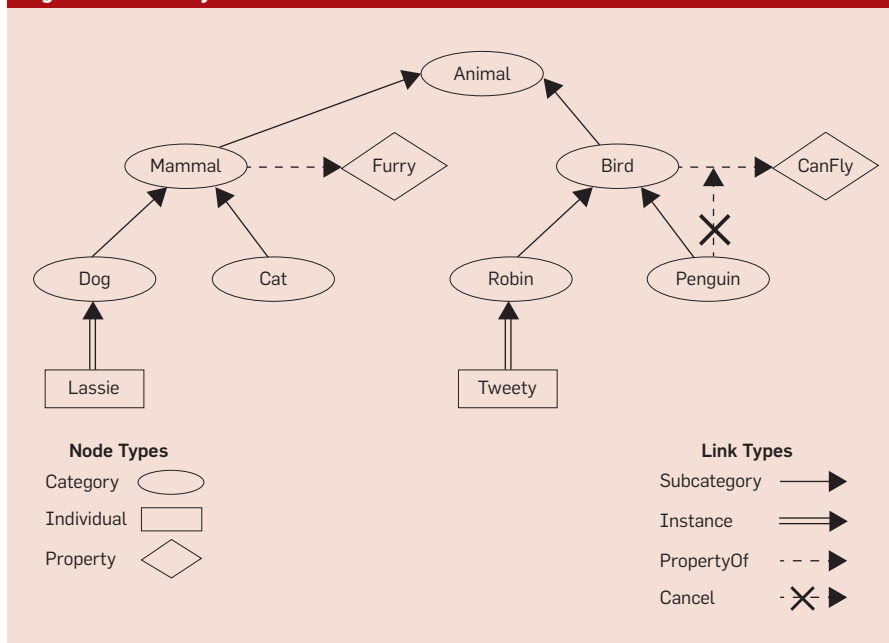 Animal
Mammal
Furry
Bird
CanFly
Dog
Cat
Robin
Penguin
Lassie
Tweety
Node Types
Category
Individual
Property
Link Types
Subcategory
Instance
PropertyOf
Cancel